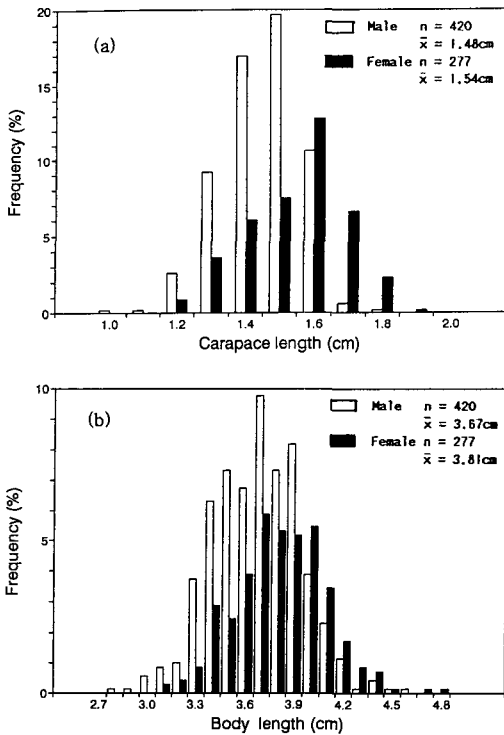 20
(a)
Male n = 420
x̄ = 1.48cm
Female n = 277
x̄ = 1.54cm
15
10
5
0
Frequency (%)
1.0 1.2 1.4 1.6 1.8 2.0
Carapace length (cm)
10
(b)
Male n = 420
x̄ = 3.67cm
Female n = 277
x̄ = 3.81cm
5
0
Frequency (%)
2.7 3.0 3.3 3.6 3.9 4.2 4.5 4.8
Body length (cm)